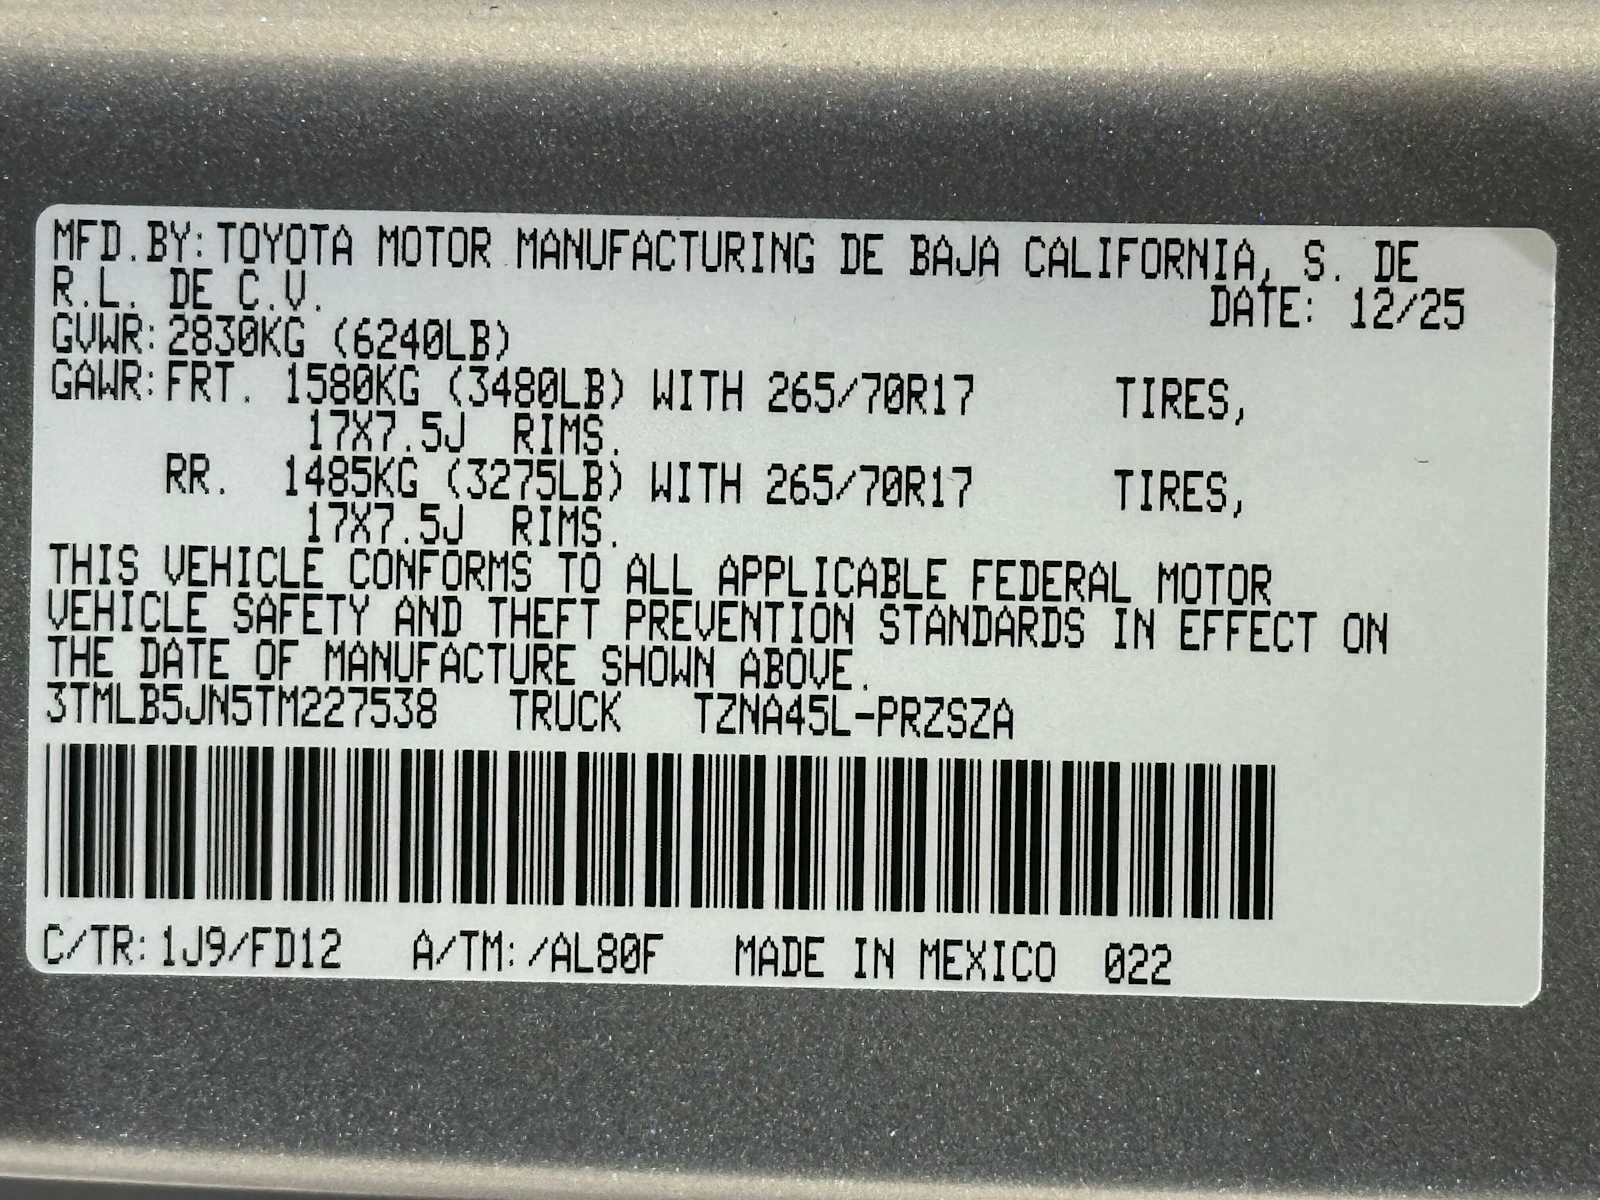 MFD.BY:TOYOTA MOTOR MANUFACTURING DE BAJA CALIFORNIA, S. DE
R.L. DE C.V. DATE: 12/25
GVWR:2830KG (6240LB)
GAWR:FRT. 1580KG (3480LB) WITH 265/70R17 TIRES,
17X7.5J RIMS.
RR. 1485KG (3275LB) WITH 265/70R17 TIRES,
17X7.5J RIMS.
THIS VEHICLE CONFORMS TO ALL APPLICABLE FEDERAL MOTOR
VEHICLE SAFETY AND THEFT PREVENTION STANDARDS IN EFFECT ON
THE DATE OF MANUFACTURE SHOWN ABOVE.
3TMLB5JN5TM227538 TRUCK TZNA45L-PRZSZA
C/TR:1J9/FD12 A/TM:/AL80F MADE IN MEXICO 022